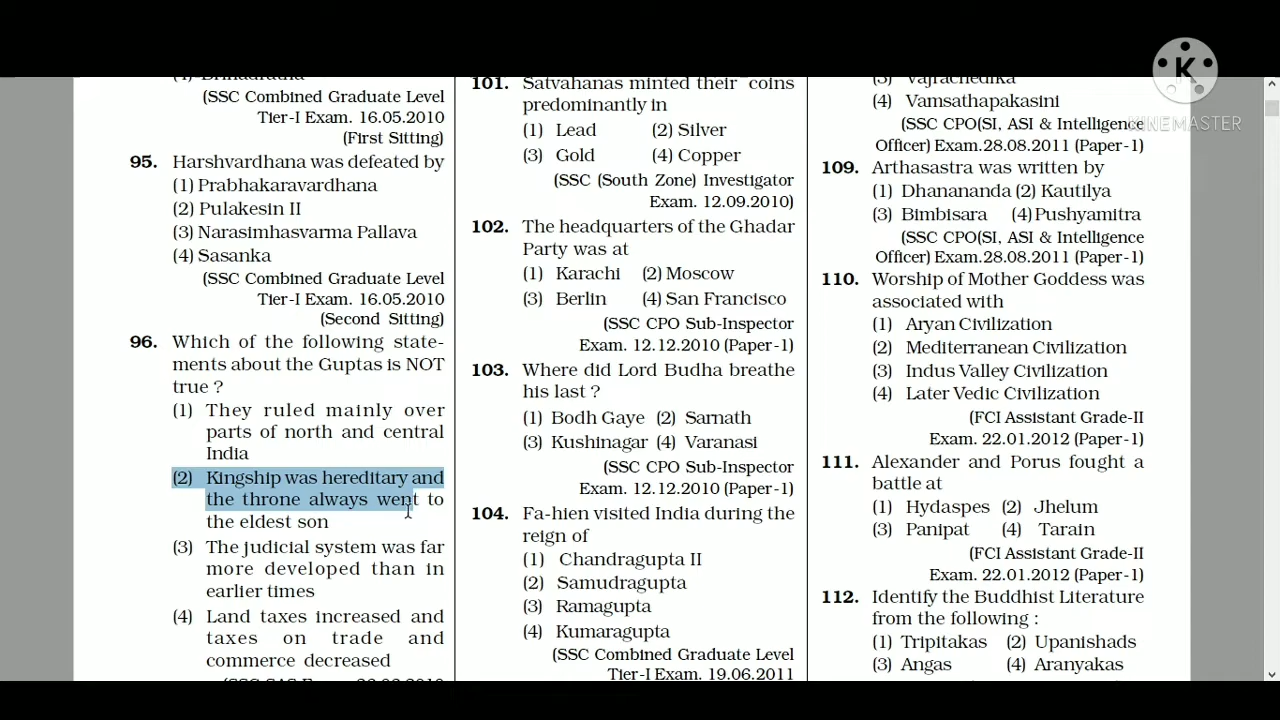 (4) Brihadratha
(SSC Combined Graduate Level
Tier-I Exam. 16.05.2010
(First Sitting)
95. Harshvardhana was defeated by
(1) Prabhakaravardhana
(2) Pulakesin II
(3) Narasimhasvarma Pallava
(4) Sasanka
(SSC Combined Graduate Level
Tier-I Exam. 16.05.2010
(Second Sitting)
96. Which of the following state-
ments about the Guptas is NOT
true ?
(1) They ruled mainly over
parts of north and central
India
(2) Kingship was hereditary and
the throne always went to
the eldest son
(3) The judicial system was far
more developed than in
earlier times
(4) Land taxes increased and
taxes on trade and
commerce decreased
101. Satvahanas minted their coins
predominantly in
(1) Lead (2) Silver
(3) Gold (4) Copper
(SSC (South Zone) Investigator
Exam. 12.09.2010)
102. The headquarters of the Ghadar
Party was at
(1) Karachi (2) Moscow
(3) Berlin (4) San Francisco
(SSC CPO Sub-Inspector
Exam. 12.12.2010 (Paper-1)
103. Where did Lord Budha breathe
his last ?
(1) Bodh Gaye (2) Sarnath
(3) Kushinagar (4) Varanasi
(SSC CPO Sub-Inspector
Exam. 12.12.2010 (Paper-1)
104. Fa-hien visited India during the
reign of
(1) Chandragupta II
(2) Samudragupta
(3) Ramagupta
(4) Kumaragupta
(SSC Combined Graduate Level
Tier-I Exam. 19.06.2011
(3) Vajrachedika
(4) Vamsathapakasini
(SSC CPO(SI, ASI & Intelligence
Officer) Exam.28.08.2011 (Paper-1)
109. Arthasastra was written by
(1) Dhanananda (2) Kautilya
(3) Bimbisara (4) Pushyamitra
(SSC CPO(SI, ASI & Intelligence
Officer) Exam.28.08.2011 (Paper-1)
110. Worship of Mother Goddess was
associated with
(1) Aryan Civilization
(2) Mediterranean Civilization
(3) Indus Valley Civilization
(4) Later Vedic Civilization
(FCI Assistant Grade-II
Exam. 22.01.2012 (Paper-1)
111. Alexander and Porus fought a
battle at
(1) Hydaspes (2) Jhelum
(3) Panipat (4) Tarain
(FCI Assistant Grade-II
Exam. 22.01.2012 (Paper-1)
112. Identify the Buddhist Literature
from the following :
(1) Tripitakas (2) Upanishads
(3) Angas (4) Aranyakas
K
KINEMASTER